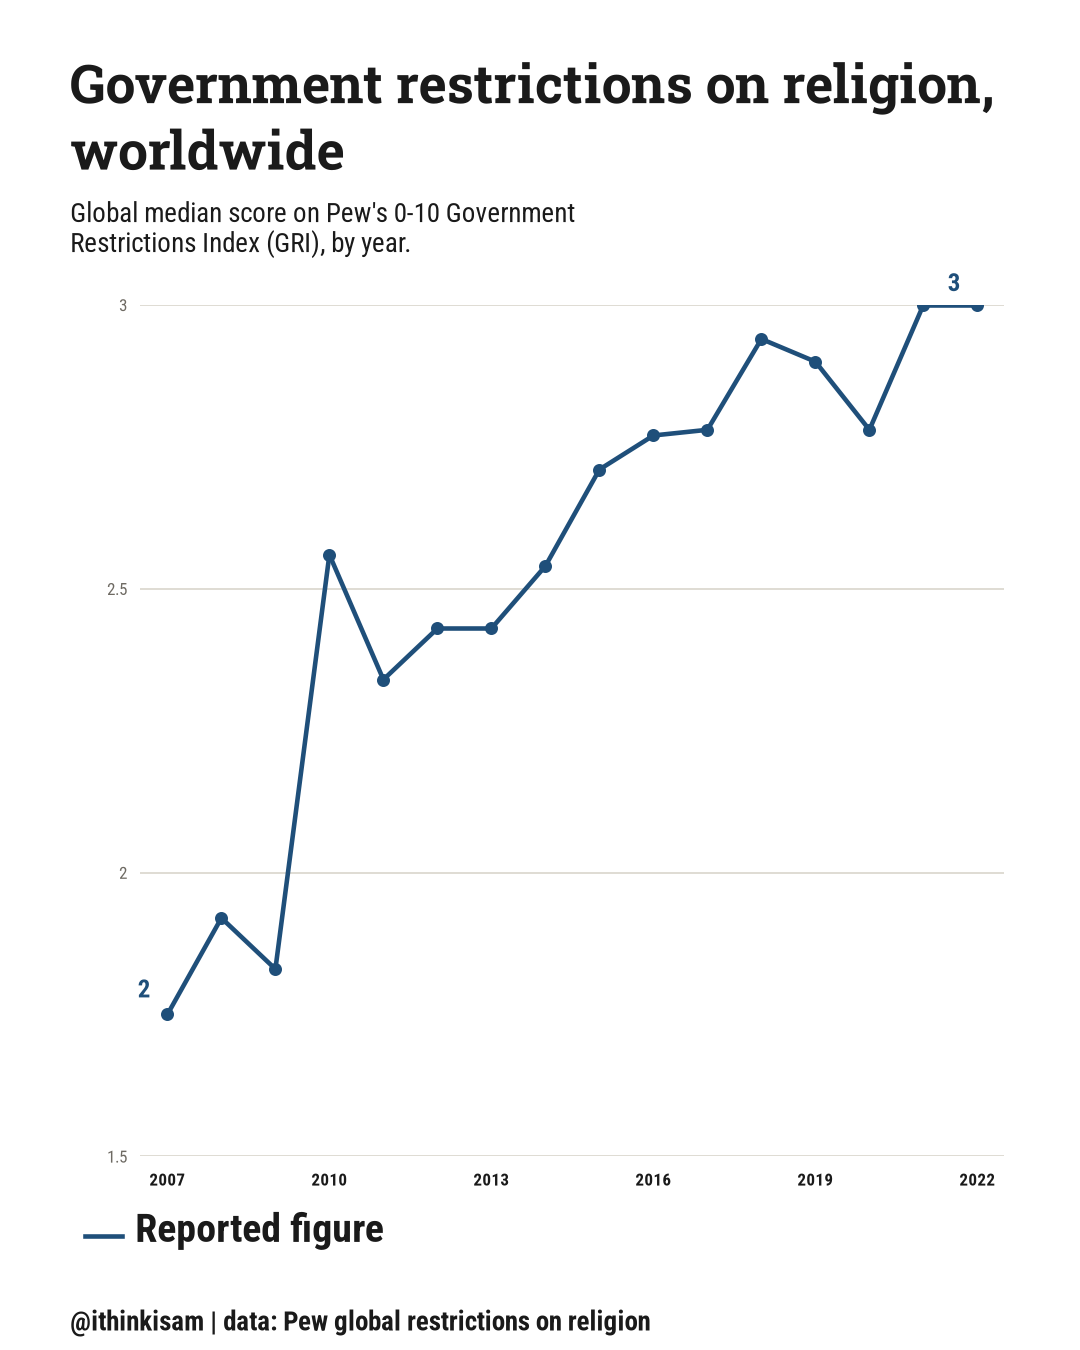 Government restrictions on religion,
worldwide
Global median score on Pew's 0-10 Government
Restrictions Index (GRI), by year.
3
3
2.5
2
2
1.5
2007 2010 2013 2016 2019 2022
Reported figure
@ithinkisam | data: Pew global restrictions on religion